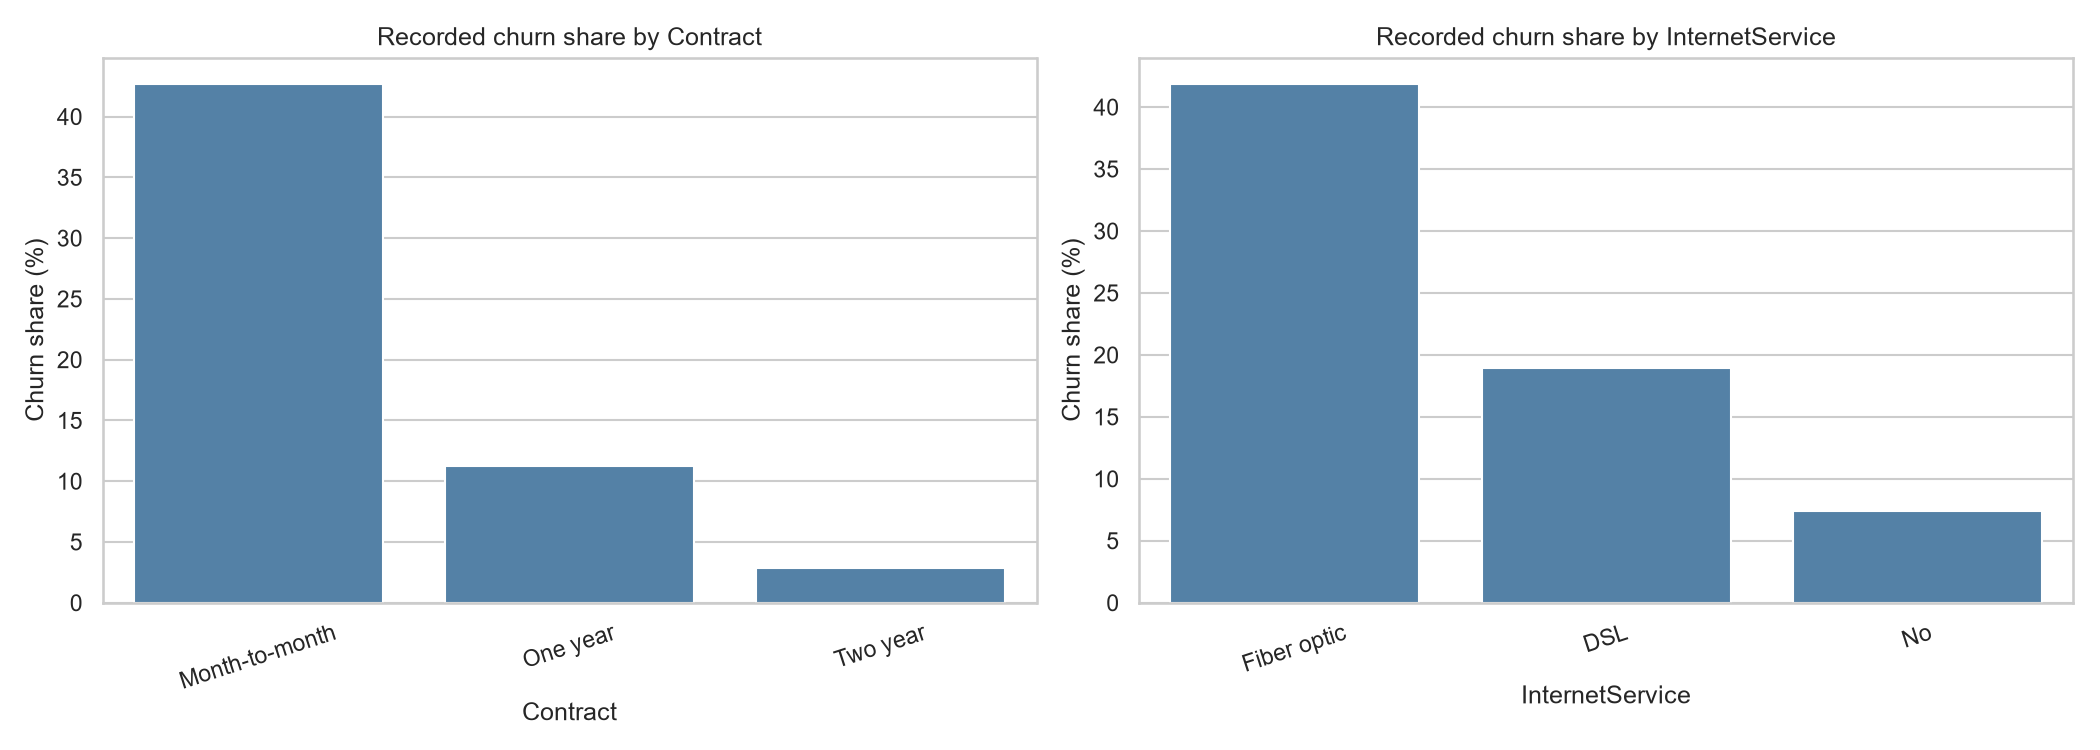 Recorded churn share by Contract
Churn share (%)
40
35
30
25
20
15
10
5
0
Month-to-month
One year
Two year
Contract
Recorded churn share by InternetService
Churn share (%)
40
35
30
25
20
15
10
5
0
Fiber optic
DSL
No
InternetService